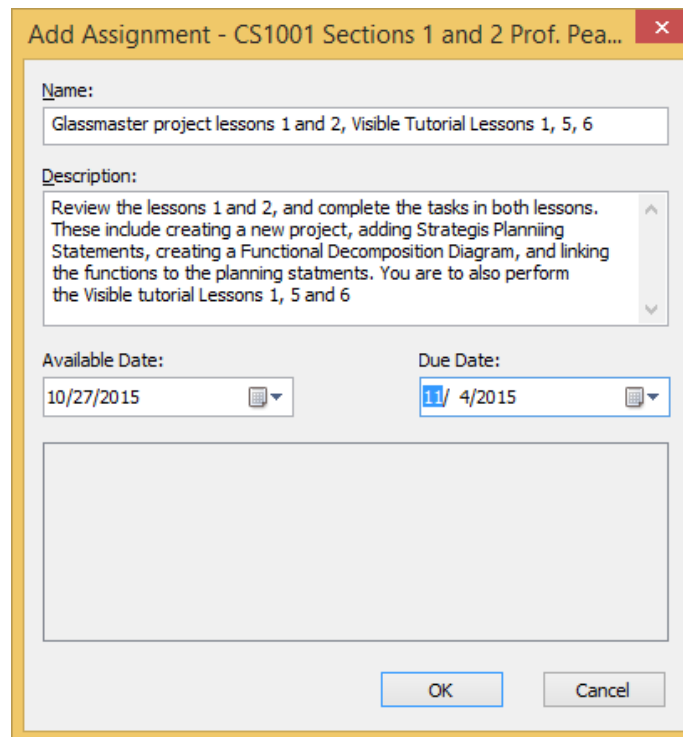 Add Assignment - CS1001 Sections 1 and 2 Prof. Pea...
Name:
Glassmaster project lessons 1 and 2, Visible Tutorial Lessons 1, 5, 6
Description:
Review the lessons 1 and 2, and complete the tasks in both lessons.
These include creating a new project, adding Strategis Planniing
Statements, creating a Functional Decomposition Diagram, and linking
the functions to the planning statments. You are to also perform
the Visible tutorial Lessons 1, 5 and 6
Available Date: Due Date:
10/27/2015 11/ 4/2015
OK Cancel